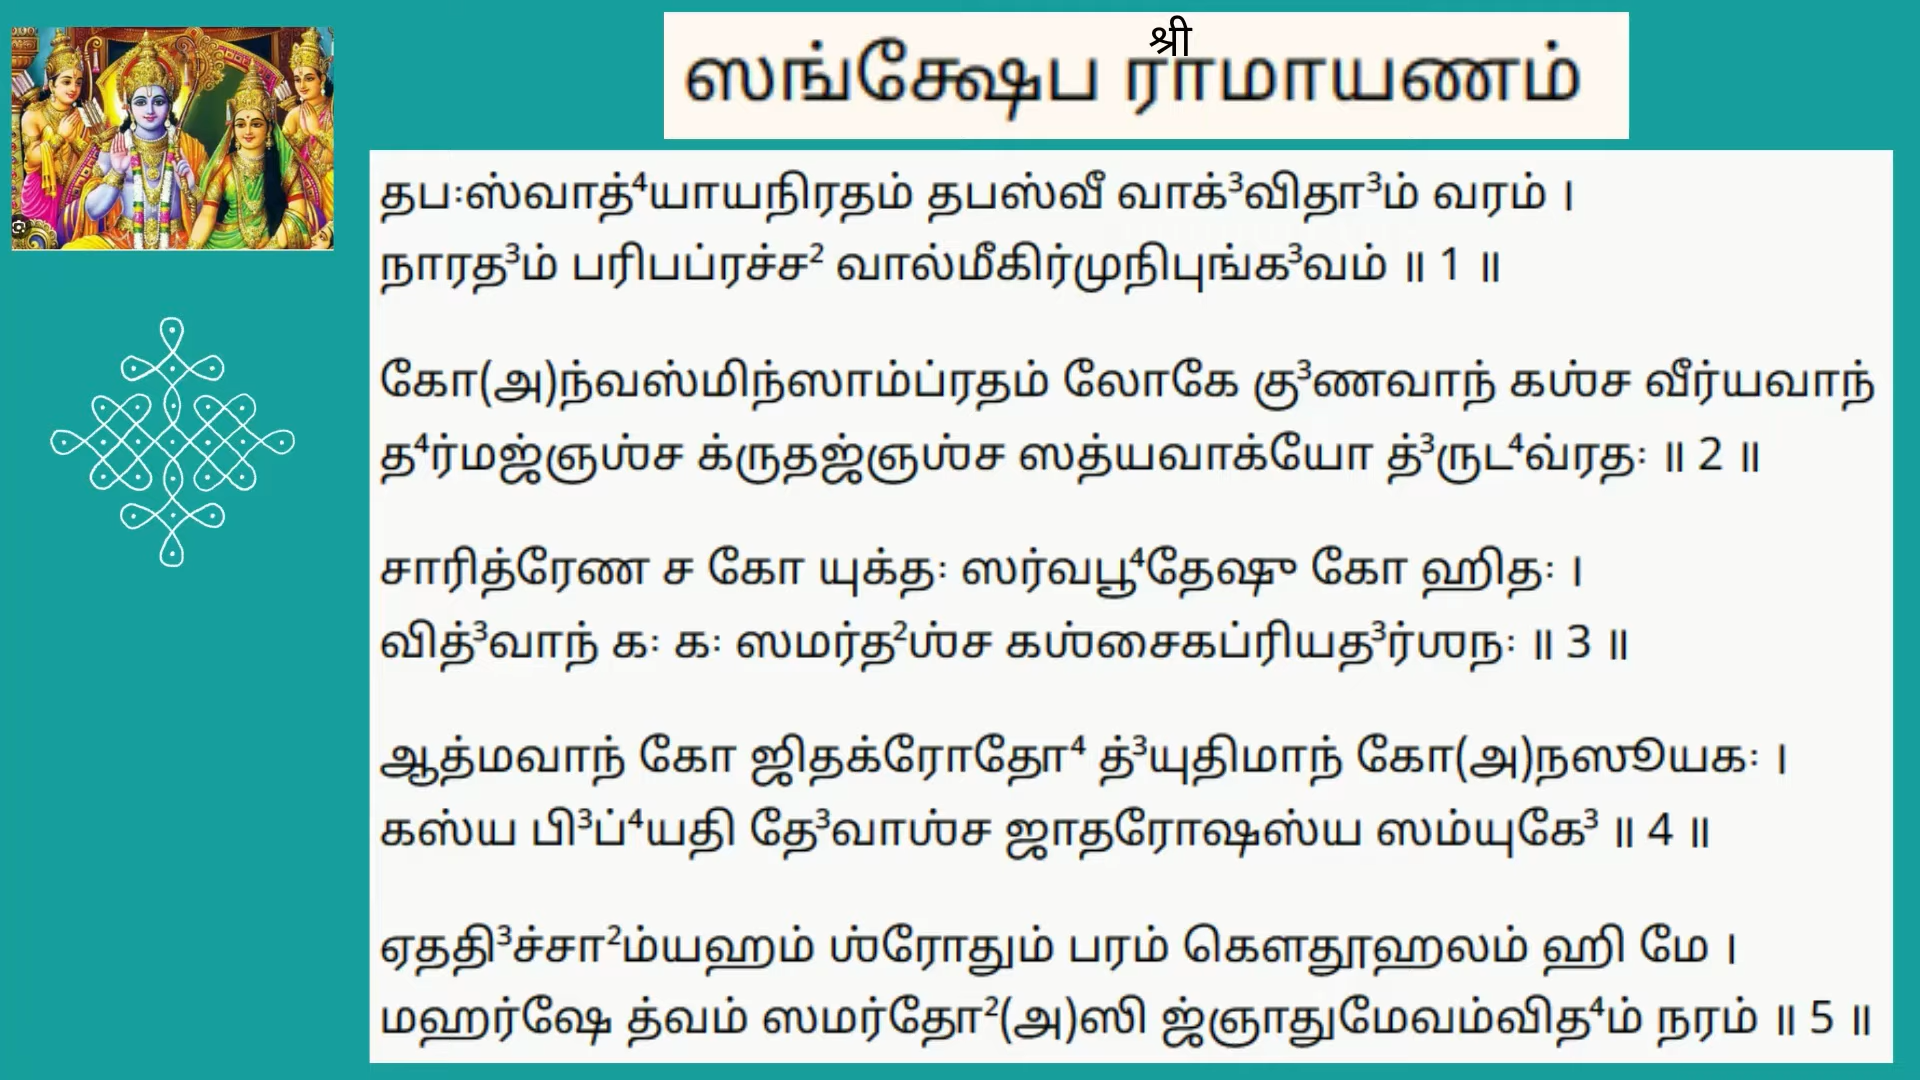 श्री
ஸங்க்ஷேப ராமாயணம்
தப꞉ஸ்வாத்⁴யாயநிரதம் தபஸ்வீ வாக்³விதா³ம் வரம் ।
நாரத³ம் பரிபப்ரச்ச² வால்மீகிர்முநிபுங்க³வம் ॥ 1 ॥
கோ(அ)ந்வஸ்மிந்ஸாம்ப்ரதம் லோகே கு³ணவாந் கஶ்ச வீர்யவாந்
த⁴ர்மஜ்ஞஶ்ச க்ருதஜ்ஞஶ்ச ஸத்யவாக்யோ த்³ருட⁴வ்ரத꞉ ॥ 2 ॥
சாரித்ரேண ச கோ யுக்த꞉ ஸர்வபூ⁴தேஷு கோ ஹித꞉ ।
வித்³வாந் க꞉ க꞉ ஸமர்த²ஶ்ச கஶ்சைகப்ரியத³ர்ஶந꞉ ॥ 3 ॥
ஆத்மவாந் கோ ஜிதக்ரோதோ⁴ த்³யுதிமாந் கோ(அ)நஸூயக꞉ ।
கஸ்ய பி³ப்⁴யதி தே³வாஶ்ச ஜாதரோஷஸ்ய ஸம்யுகே³ ॥ 4 ॥
ஏததி³ச்சா²ம்யஹம் ஶ்ரோதும் பரம் கௌதூஹலம் ஹி மே ।
மஹர்ஷே த்வம் ஸமர்தோ²(அ)ஸி ஜ்ஞாதுமேவம்வித⁴ம் நரம் ॥ 5 ॥